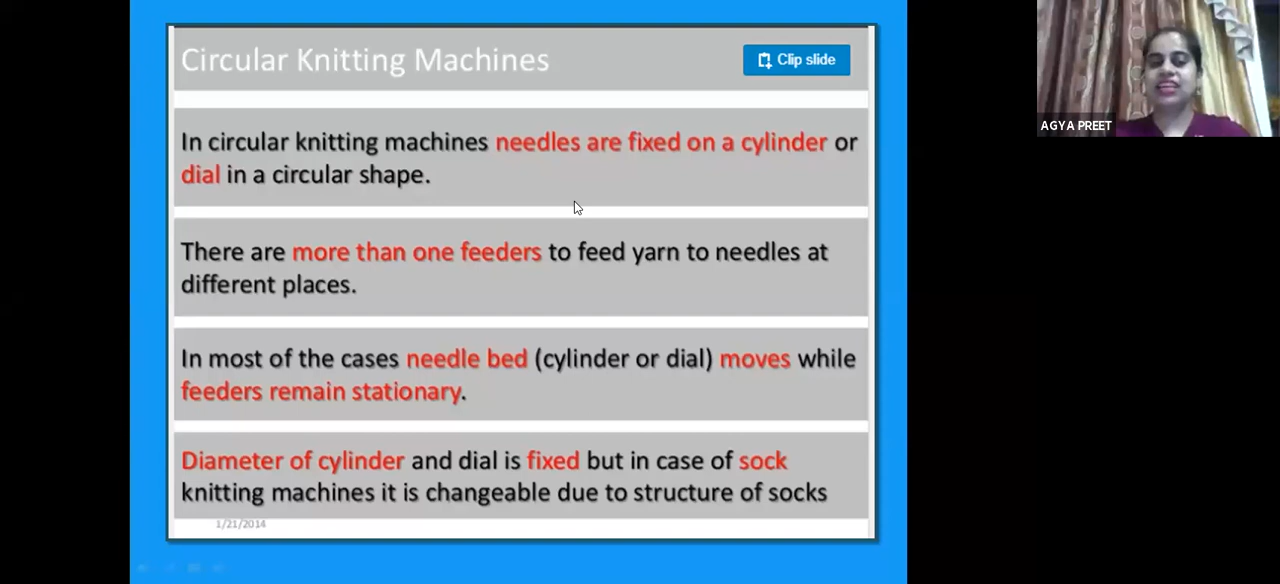 Circular Knitting Machines
Clip slide
In circular knitting machines needles are fixed on a cylinder or
dial in a circular shape.
There are more than one feeders to feed yarn to needles at
different places.
In most of the cases needle bed (cylinder or dial) moves while
feeders remain stationary.
Diameter of cylinder and dial is fixed but in case of sock
knitting machines it is changeable due to structure of socks
1/21/2014
AGYA PREET